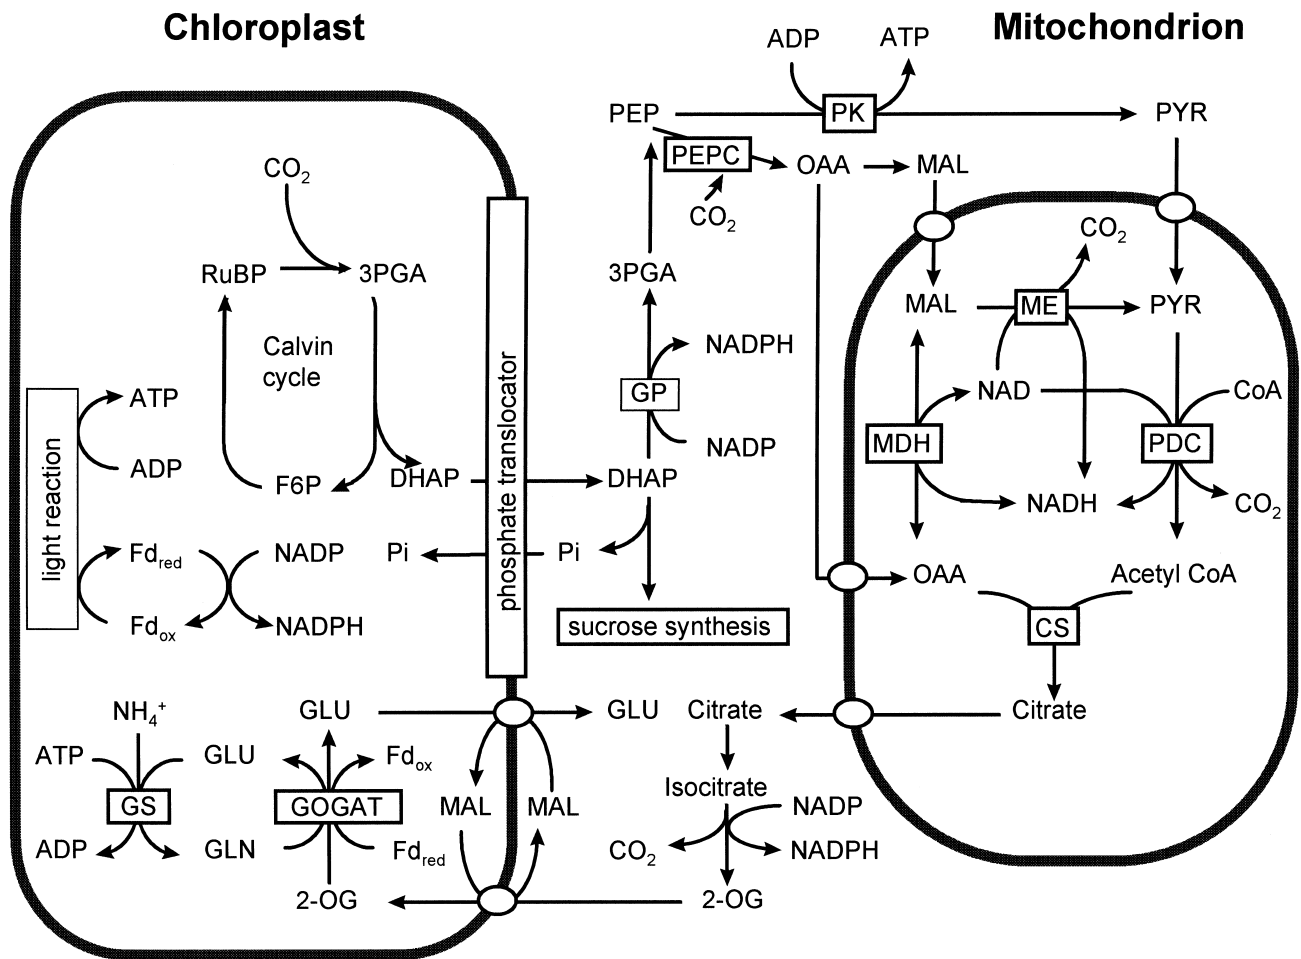 Chloroplast
Mitochondrion
ADP
ATP
PEP
PK
PYR
PEPC
OAA
MAL
CO2
CO2
CO2
RuBP
3PGA
3PGA
MAL
ME
PYR
Calvin
cycle
NADPH
GP
NADP
NAD
CoA
MDH
PDC
ATP
ADP
light reaction
F6P
DHAP
phosphate translocator
DHAP
NADH
CO2
Fdred
NADP
Pi
Pi
OAA
Acetyl CoA
Fdox
NADPH
sucrose synthesis
CS
NH4+
GLU
GLU
Citrate
Citrate
ATP
GLU
Fdox
Isocitrate
GS
GOGAT
MAL
MAL
NADP
ADP
GLN
Fdred
CO2
NADPH
2-OG
2-OG